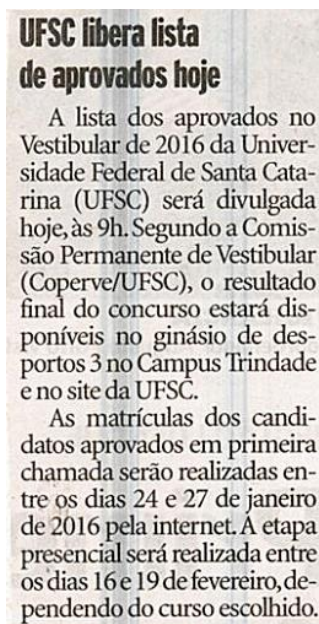 UFSC libera lista
de aprovados hoje
A lista dos aprovados no
Vestibular de 2016 da Univer-
sidade Federal de Santa Cata-
rina (UFSC) será divulgada
hoje, às 9h. Segundo a Comis-
são Permanente de Vestibular
(Coperve/UFSC), o resultado
final do concurso estará dis-
poníveis no ginásio de des-
portos 3 no Campus Trindade
e no site da UFSC.
As matrículas dos candi-
datos aprovados em primeira
chamada serão realizadas en-
tre os dias 24 e 27 de janeiro
de 2016 pela internet. A etapa
presencial será realizada entre
os dias 16 e 19 de fevereiro, de-
pendendo do curso escolhido.